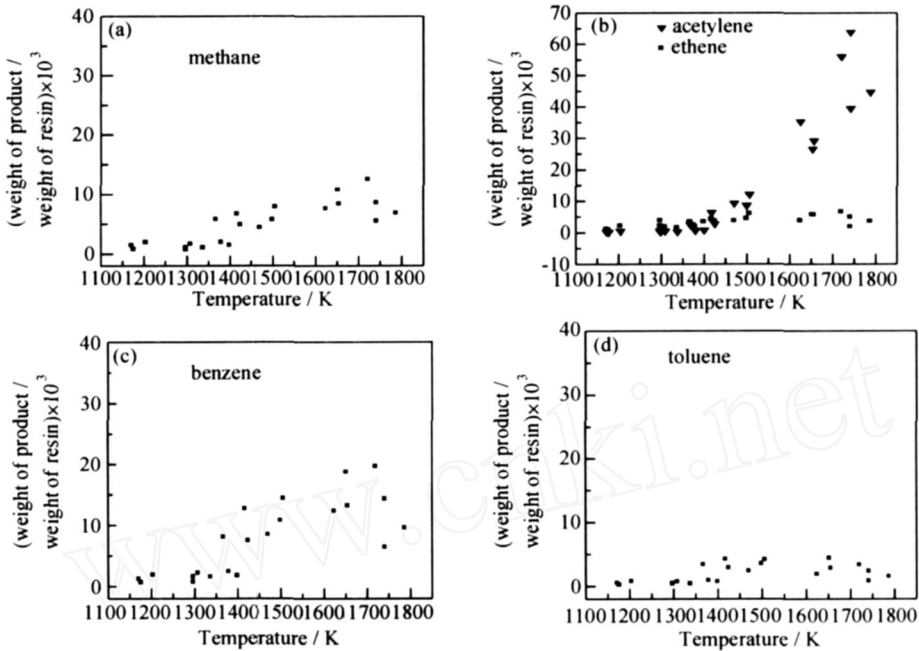 (a)
methane
40
30
20
10
0
1100 1200 1300 1400 1500 1600 1700 1800
Temperature / K
(weight of product /
weight of resin)×10³
(b)
▼ acetylene
▪ ethene
70
60
50
40
30
20
10
0
-10
1100 1200 1300 1400 1500 1600 1700 1800
Temperature / K
(weight of product /
weight of resin)×10³
(c)
benzene
40
30
20
10
0
1100 1200 1300 1400 1500 1600 1700 1800
Temperature / K
(weight of product /
weight of resin)×10³
(d)
toluene
40
30
20
10
0
1100 1200 1300 1400 1500 1600 1700 1800
Temperature / K
(weight of product /
weight of resin)×10³
www.cnki.net